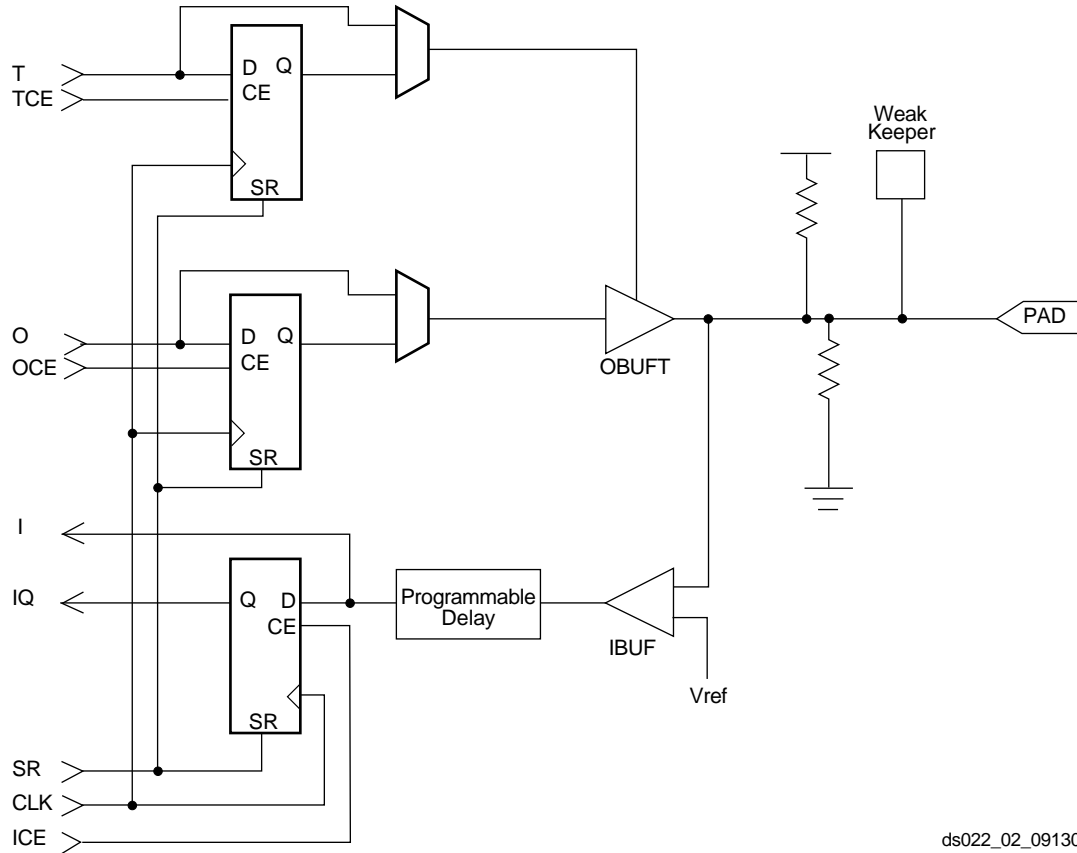 T
TCE
D Q
CE
SR
Weak
Keeper
O
OCE
D Q
CE
SR
OBUFT
PAD
I
IQ
Q D
CE
SR
Programmable
Delay
IBUF
Vref
SR
CLK
ICE